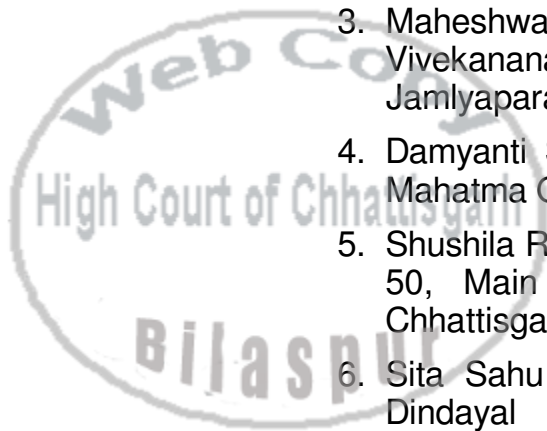 Web Copy
High Court of Chhattisgarh
Bilaspur
3. Maheshwa
Vivekanana
Jamlyapara
4. Damyanti
Mahatma
5. Shushila R
50, Main
Chhattisga
6. Sita Sahu
Dindayal